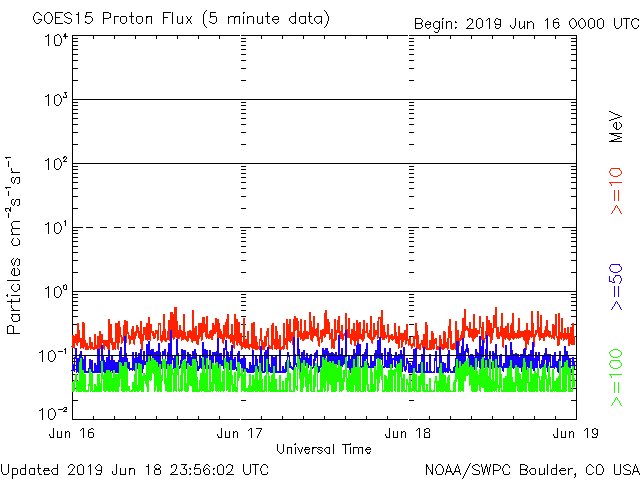 GOES15 Proton Flux (5 minute data)
Begin: 2019 Jun 16 0000 UTC
Particles cm⁻²s⁻¹sr⁻¹
10⁴
10³
10²
10¹
10⁰
10⁻¹
10⁻²
MeV
>=10
>=50
>=100
Jun 16 Jun 17 Jun 18 Jun 19
Universal Time
Updated 2019 Jun 18 23:56:02 UTC
NOAA/SWPC Boulder, CO USA